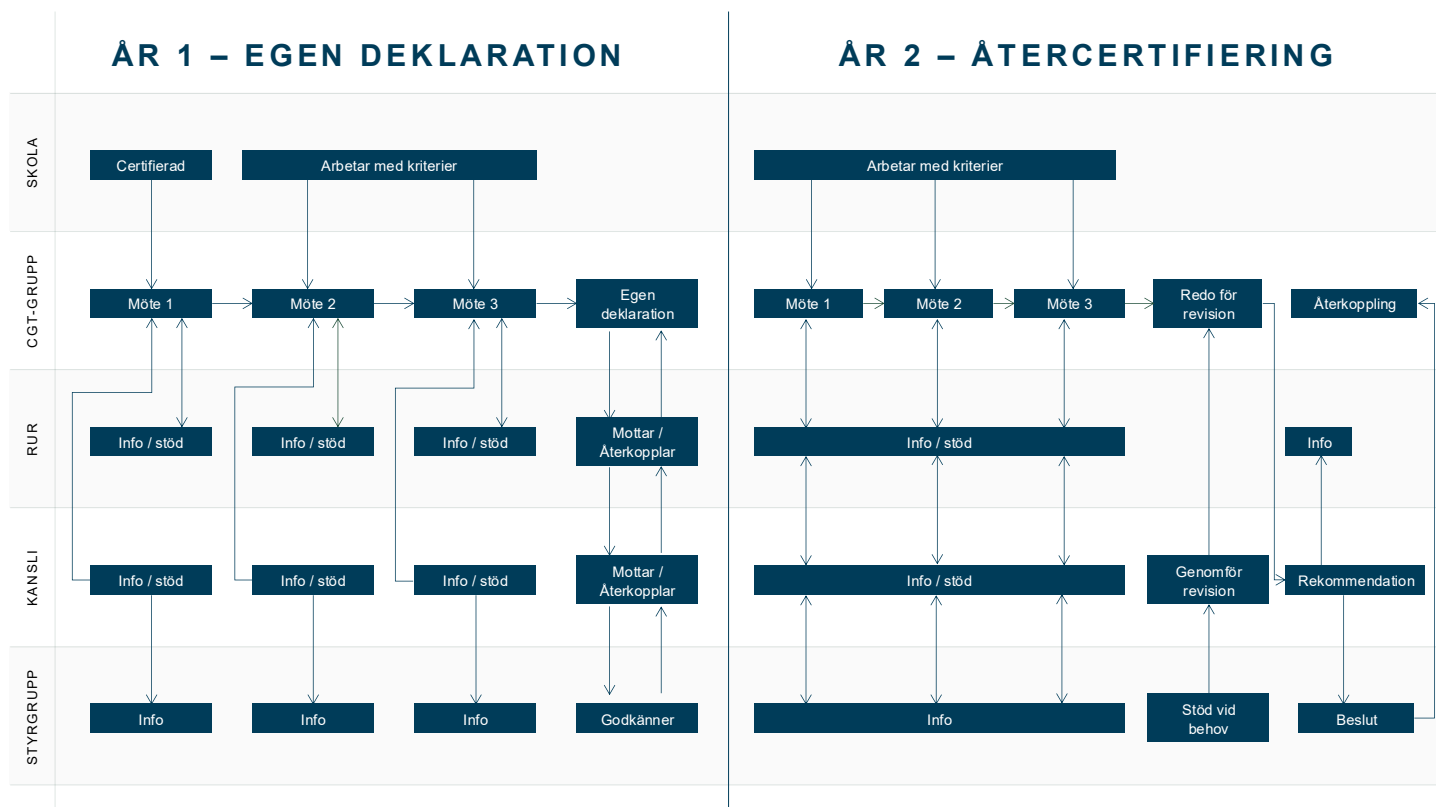 ÅR 1 – EGEN DEKLARATION
ÅR 2 – ÅTERCERTIFIERING
SKOLA
Certifierad
Arbetar med kriterier
Arbetar med kriterier
CGT-GRUPP
Möte 1
Möte 2
Möte 3
Egen
deklaration
Möte 1
Möte 2
Möte 3
Redo för
revision
Återkoppling
RUR
Info / stöd
Info / stöd
Info / stöd
Mottar /
Återkopplar
Info / stöd
Info
KANSLI
Info / stöd
Info / stöd
Info / stöd
Mottar /
Återkopplar
Info / stöd
Genomför
revision
Rekommendation
STYRGRUPP
Info
Info
Info
Godkänner
Info
Stöd vid
behov
Beslut